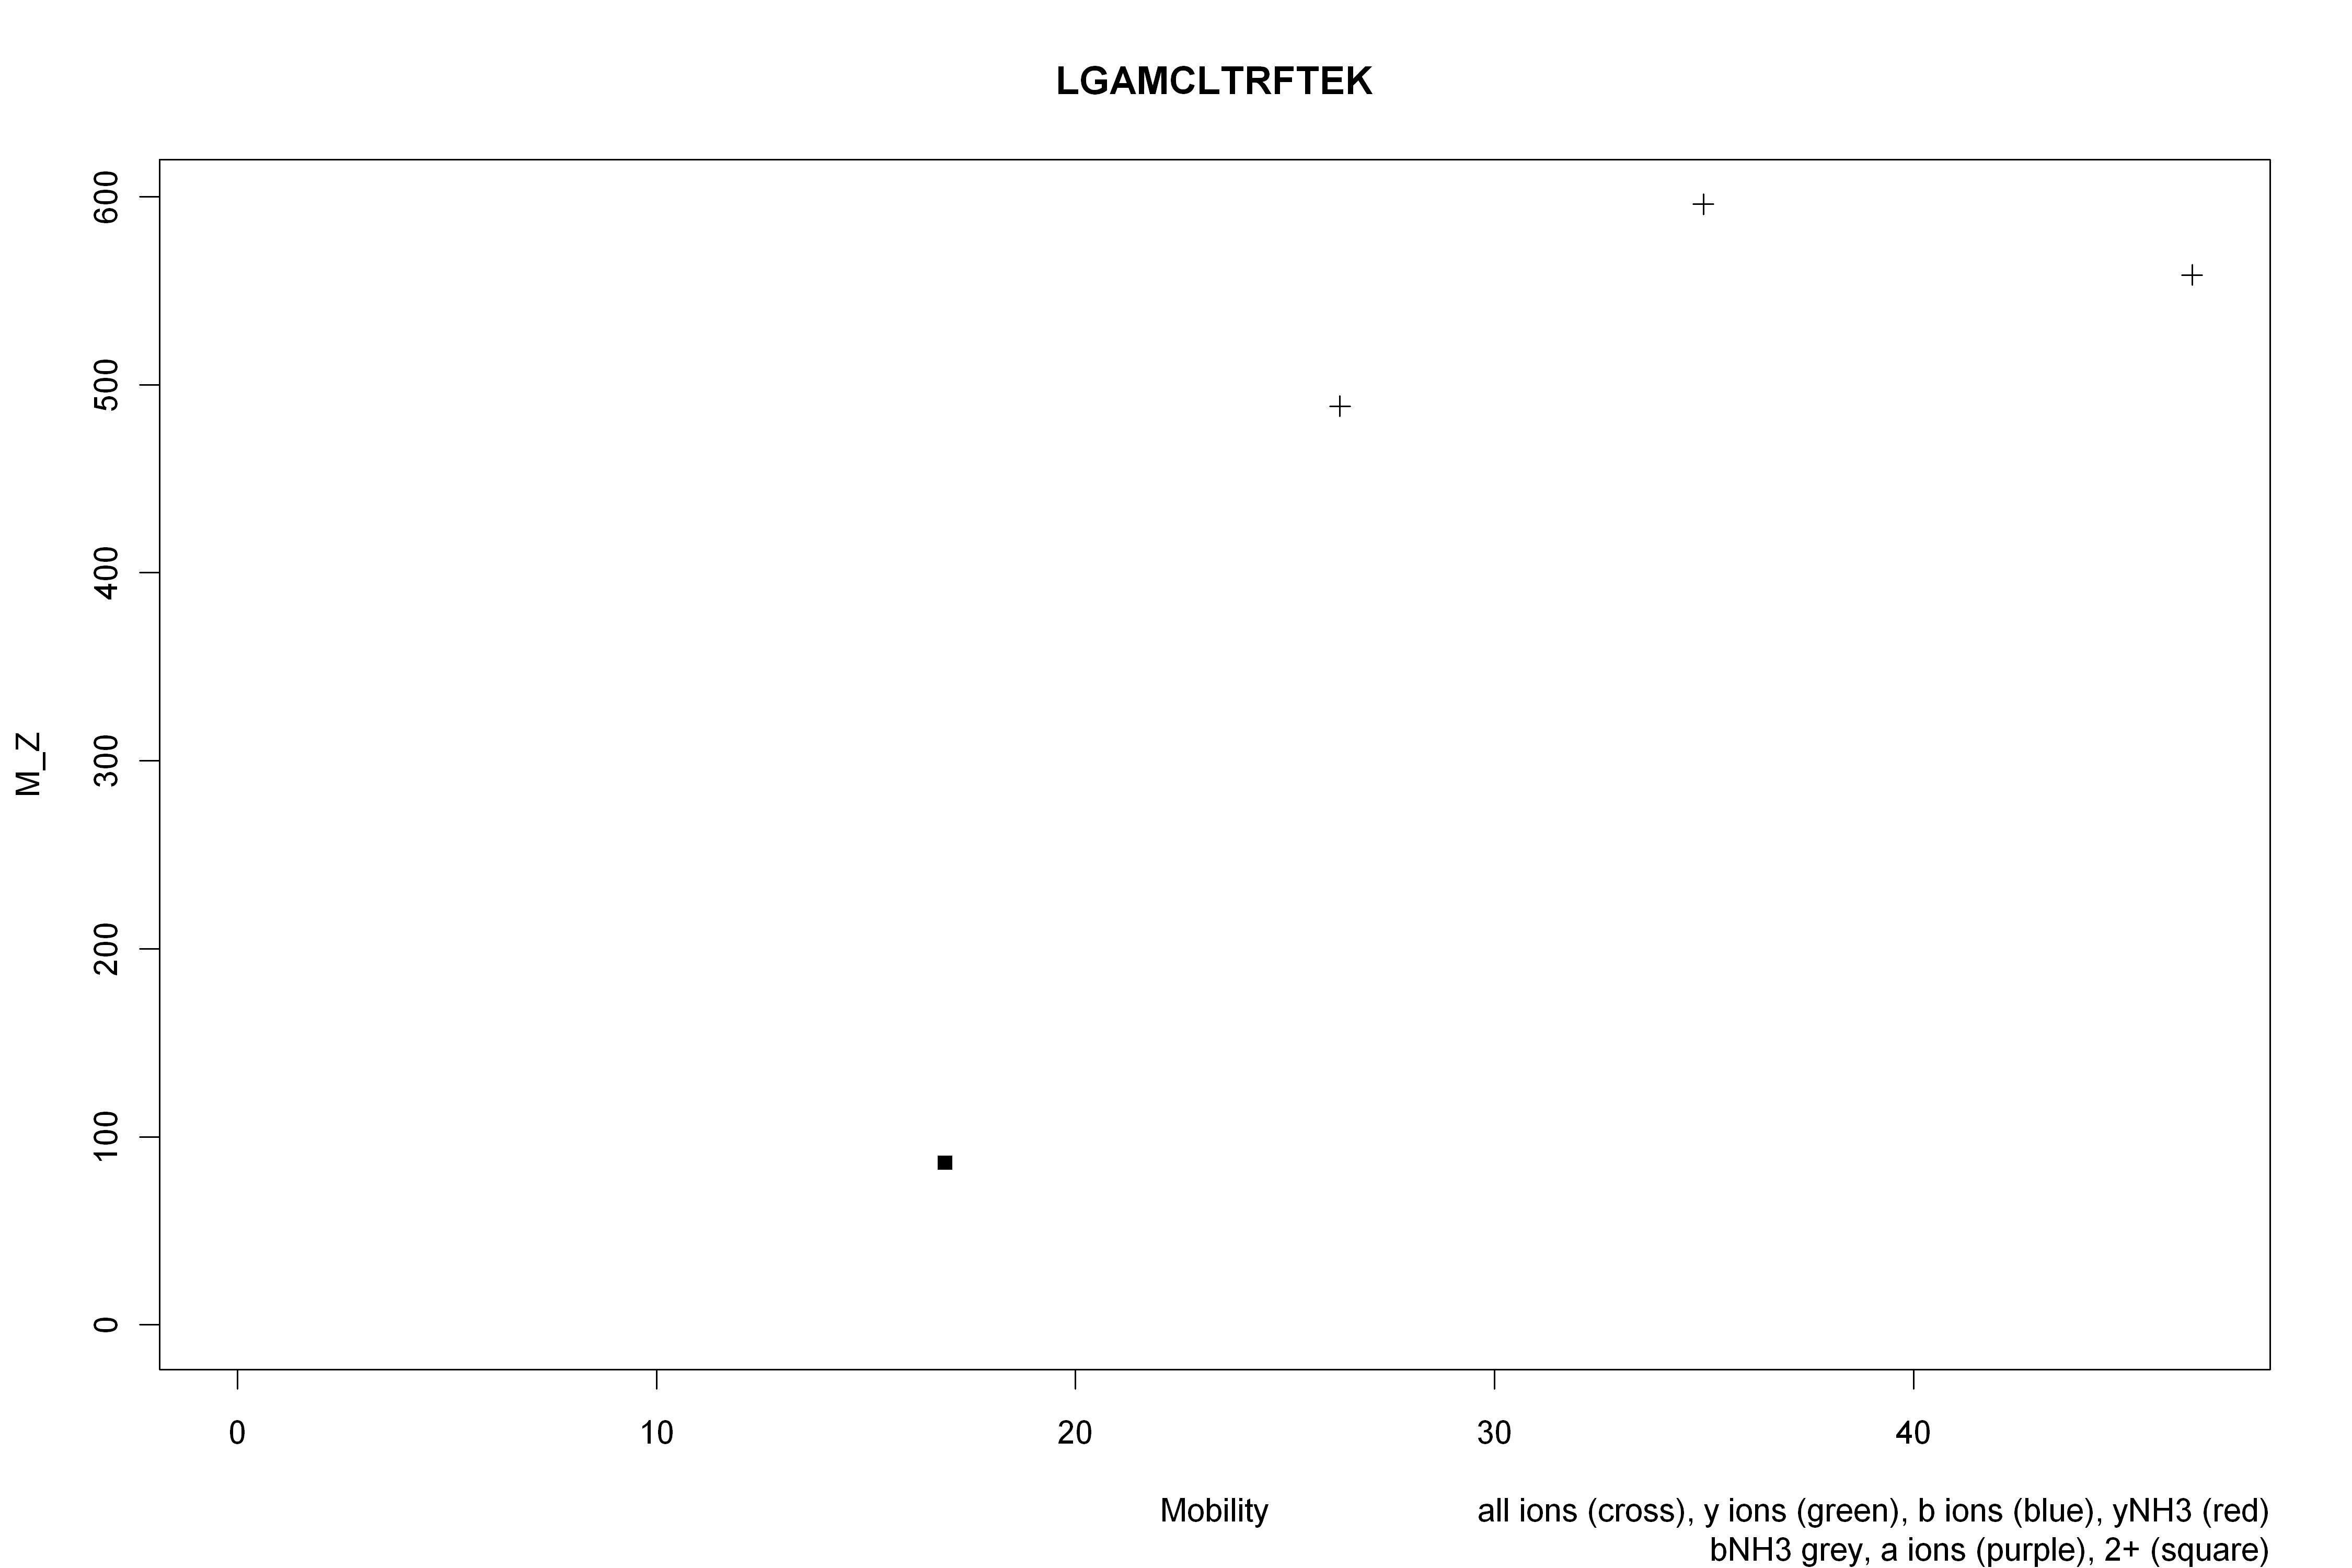 LGAMCLTRFTEK
600
500
400
300
200
100
0
M_Z
0 10 20 30 40
Mobility
all ions (cross), y ions (green), b ions (blue), yNH3 (red)
bNH3 grey, a ions (purple), 2+ (square)